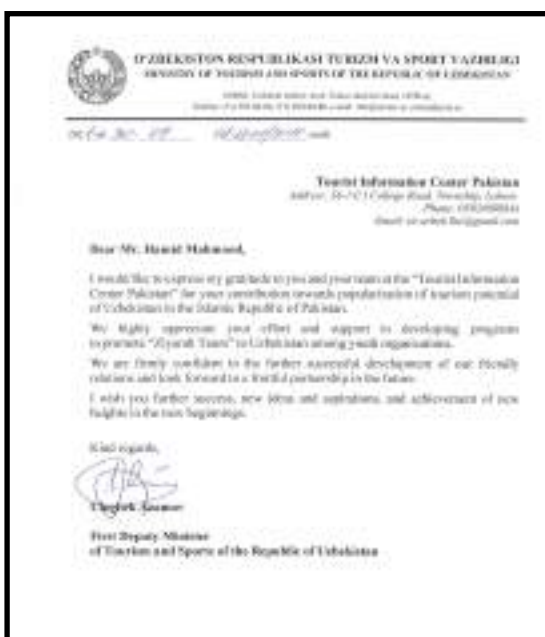 O'ZBEKISTON RESPUBLIKASI TURIZM VA SPORT VAZIRLIGI
MINISTRY OF TOURISM AND SPORTS OF THE REPUBLIC OF UZBEKISTAN
Tourist Information Center Pakistan
College Road, Township, Lahore
Phone:
Email:
Dear Mr. Hamid Mahmood,
I would like to express my gratitude to you and your team at the "Tourist Information
Center Pakistan" for your contribution towards popularization of tourism potential
of Uzbekistan in the Islamic Republic of Pakistan.
We highly appreciate your effort and support in developing programs
to promote "Ziyarah Tours" to Uzbekistan among youth organizations.
We are firmly confident in the further successful development of our friendly
relations and look forward to a fruitful partnership in the future.
I wish you further success, new ideas and aspirations, and achievement of new
heights in the new beginnings.
Kind regards,
First Deputy Minister
of Tourism and Sports of the Republic of Uzbekistan